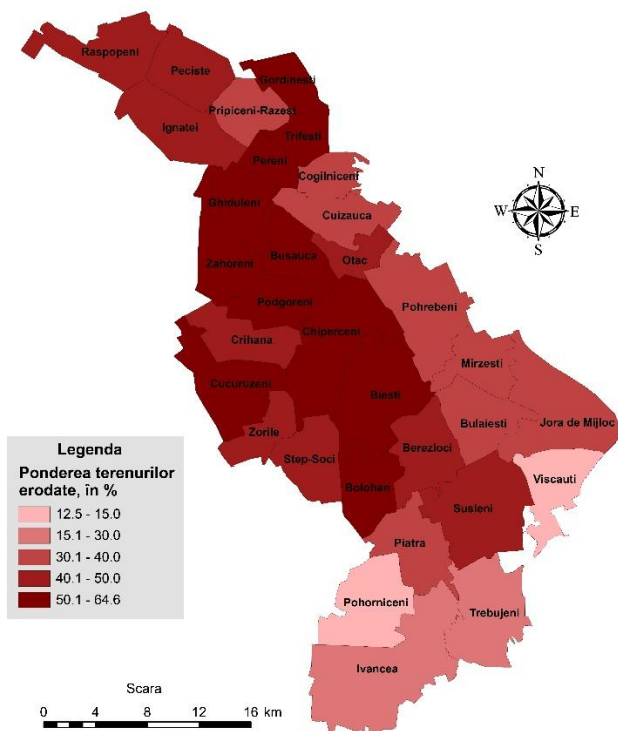 Raspopeni
Peciste
Gordinesti
Pripiceni-Razesi
Ignatei
Trifesti
Pereni
Cogilniceni
Ghiduleni
Cuizauca
N
W E
S
Zahoreni
Busauca
Otac
Podgoreni
Pohrebeni
Chiperceni
Crihana
Mirzesti
Cucuruzeni
Biesti
Bulaiesti
Jora de Mijloc
Zorile
Berezloci
Step-Soci
Viscauti
Bolohan
Susleni
Piatra
Pohorniceni
Trebujeni
Ivancea
Legenda
Ponderea terenurilor
erodate, în %
12.5 - 15.0
15.1 - 30.0
30.1 - 40.0
40.1 - 50.0
50.1 - 64.6
Scara
0 4 8 12 16 km